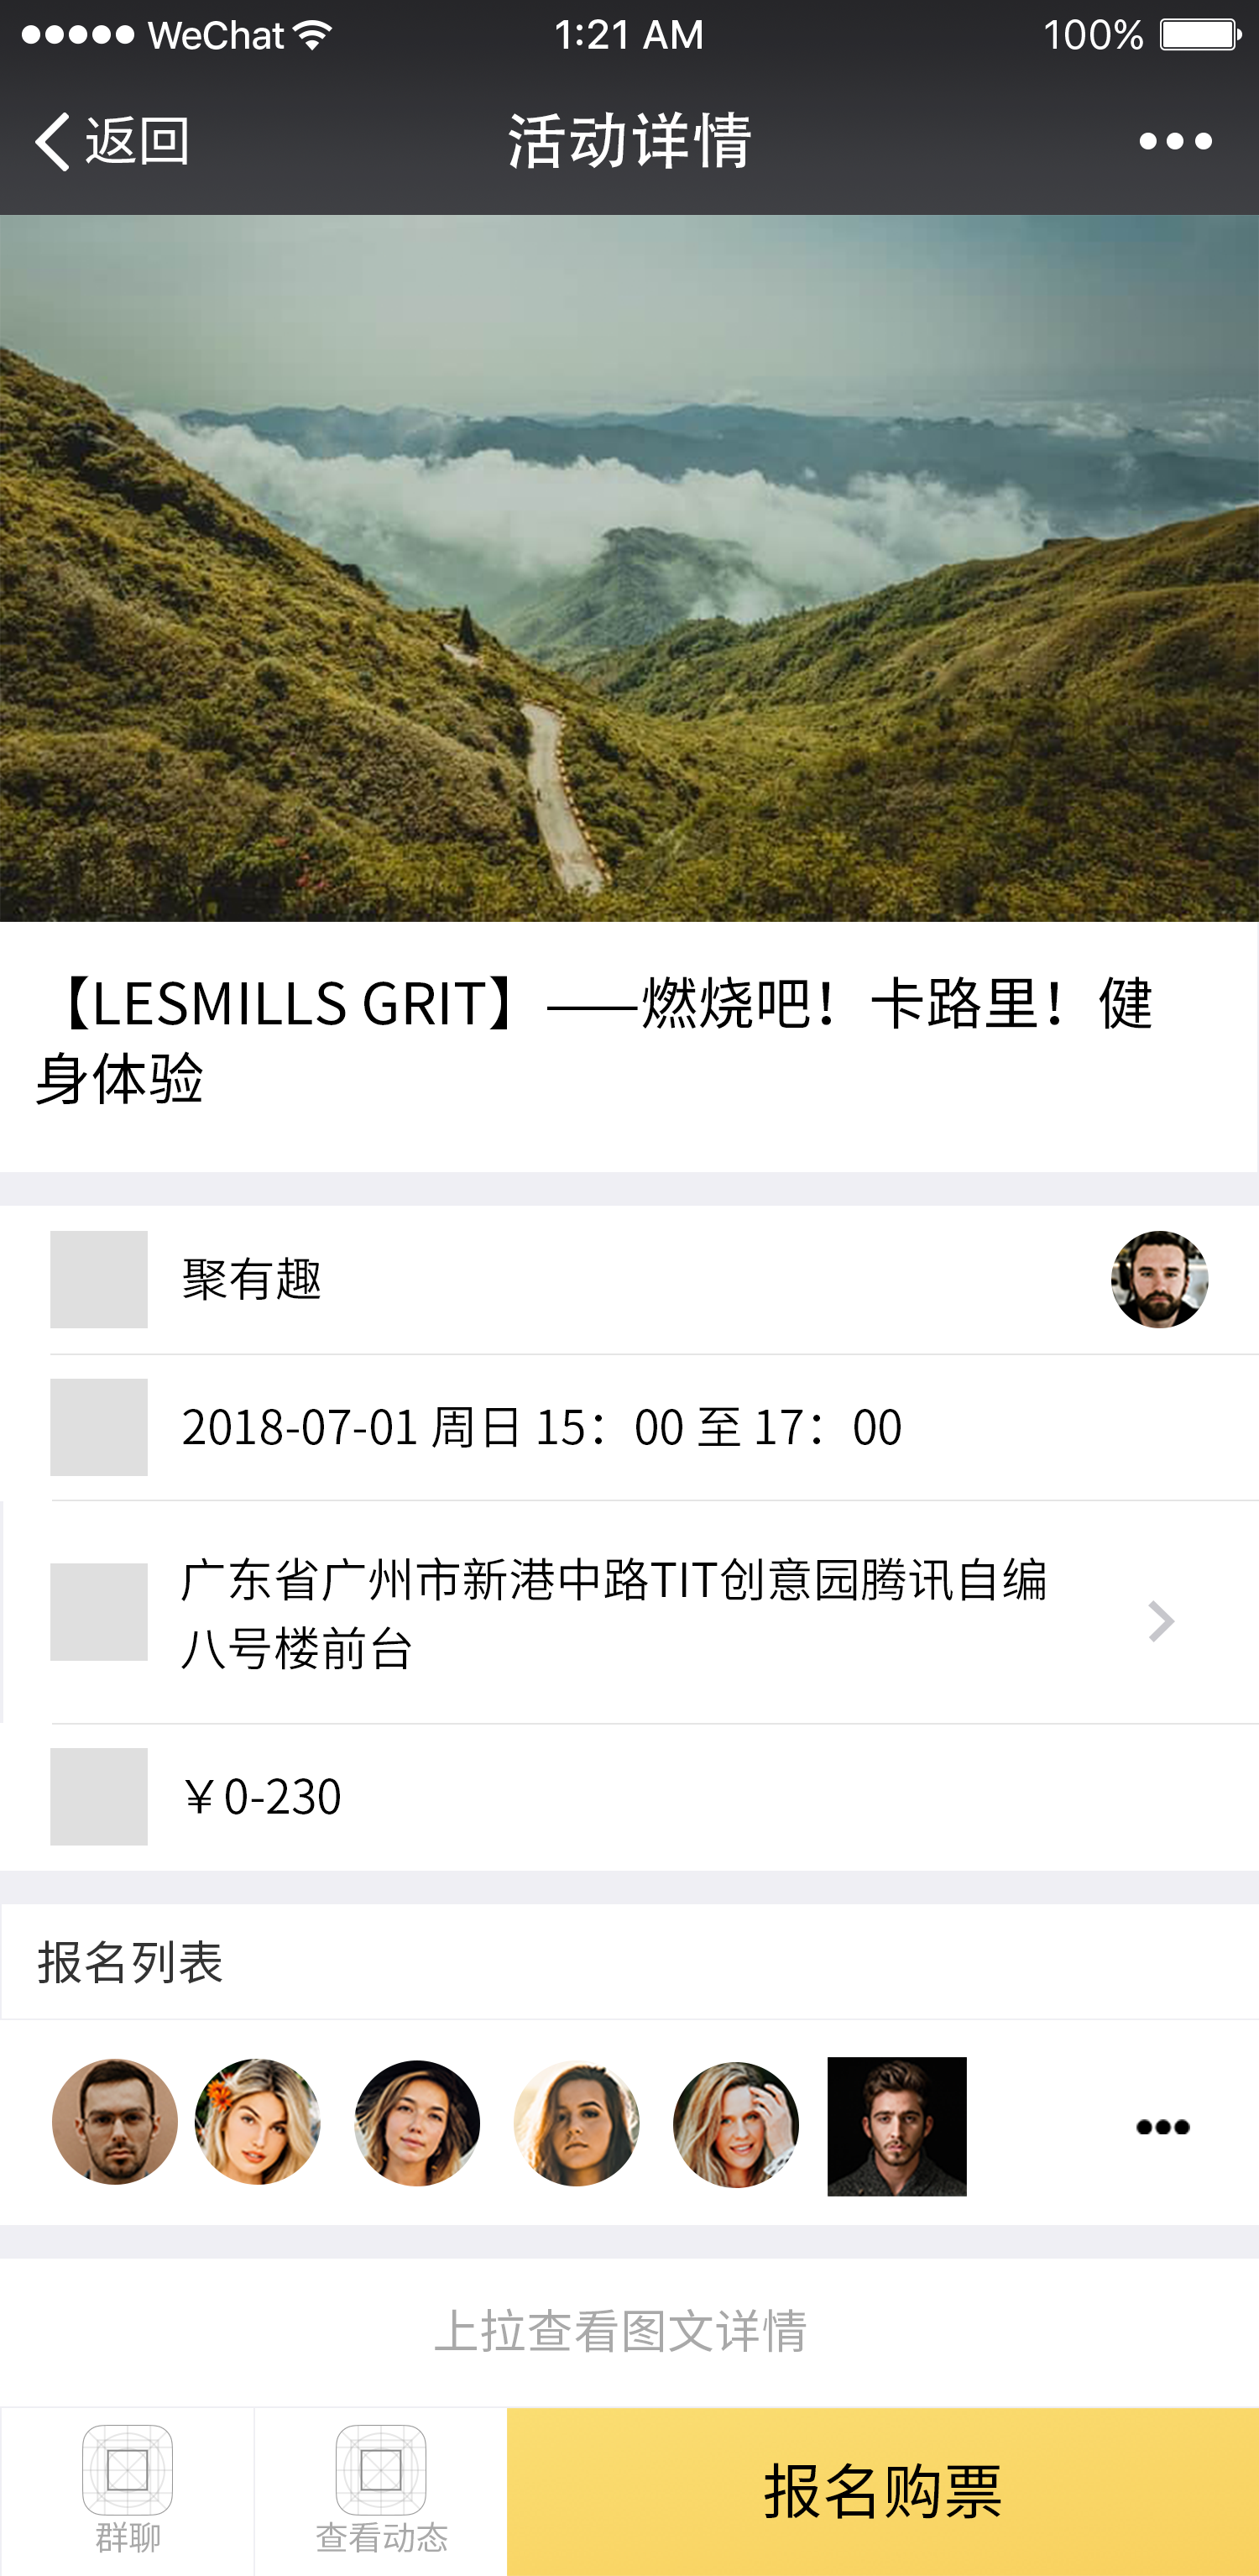 WeChat 1:21 AM 100%
返回 活动详情
【LESMILLS GRIT】——燃烧吧！卡路里！健
身体验
聚有趣
2018-07-01 周日 15：00 至 17：00
广东省广州市新港中路TIT创意园腾讯自编
八号楼前台
￥0-230
报名列表
上拉查看图文详情
群聊 查看动态 报名购票